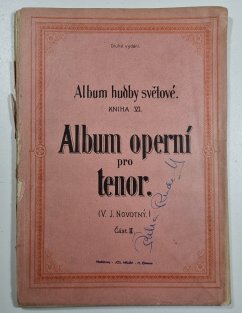 Druhé vydání.
Album hudby světové.
KNIHA VI.
Album operní
pro
tenor.
(V. J. NOVOTNÝ.)
Část II.